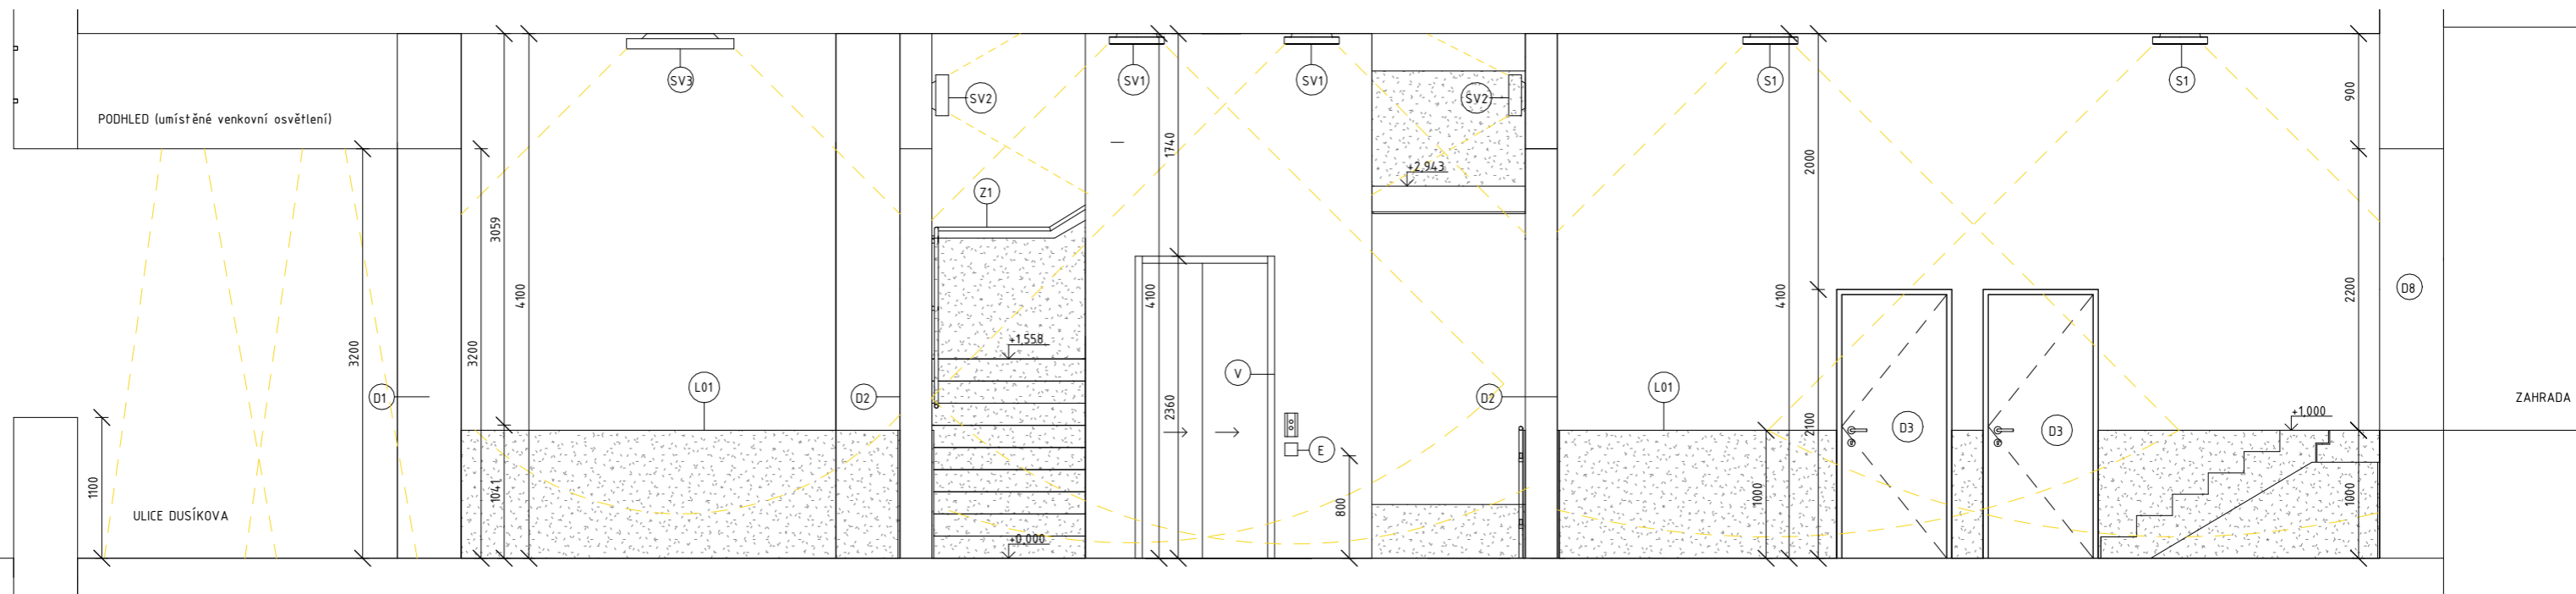 PODHLED (umístěné venkovní osvětlení)
ULICE DUSÍKOVA
1100
3200
D1
3200
3059
1041
4100
SV3
L01
D2
SV2
Z1
+1,558
+0,000
SV1
4100
1740
2360
V
SV1
E
800
SV2
+2,943
D2
L01
S1
1000
4100
2000
2100
D3
D3
S1
+1,000
900
2200
1000
D8
ZAHRADA